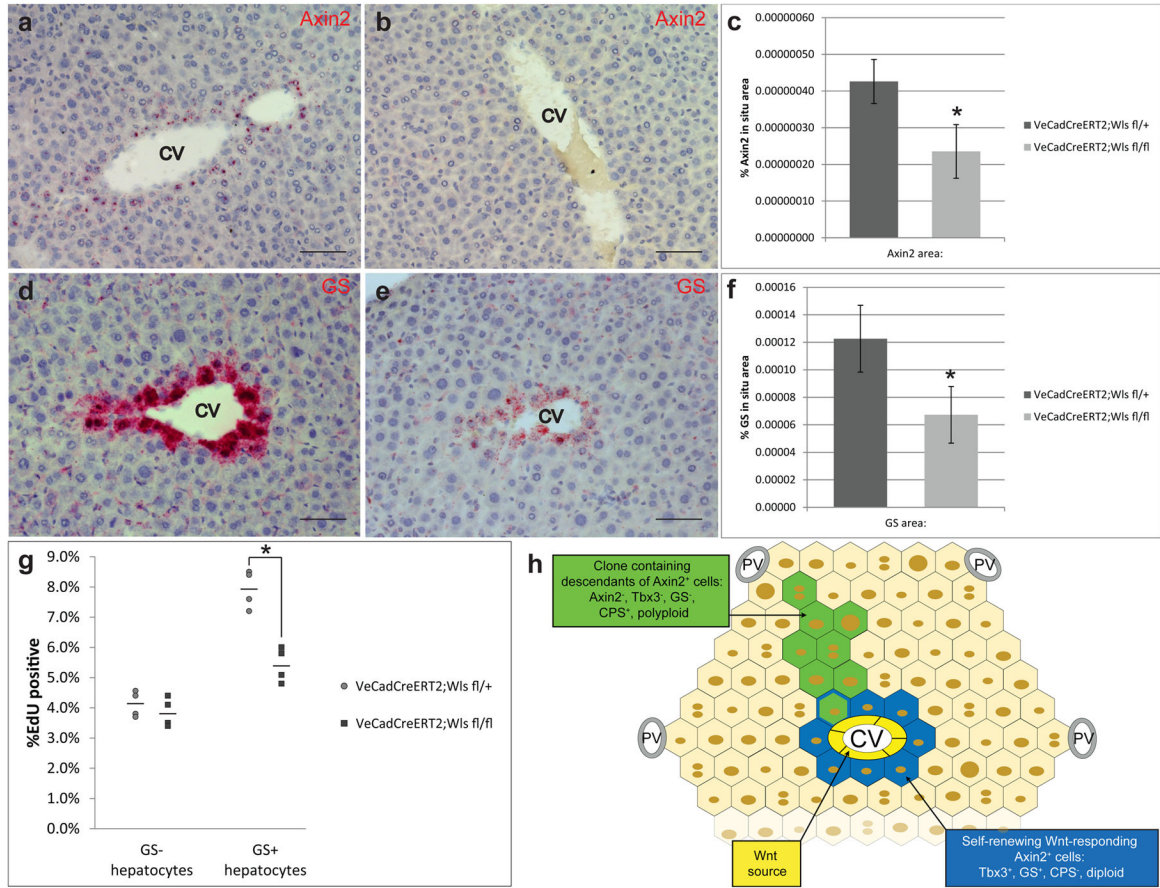 a
Axin2
CV
b
Axin2
CV
c
0.00000060
0.00000050
0.00000040
0.00000030
0.00000020
0.00000010
0.00000000
% Axin2 in situ area
*
Axin2 area:
VeCadCreERT2;Wls fl/+
VeCadCreERT2;Wls fl/fl
d
GS
CV
e
GS
CV
f
0.00016
0.00014
0.00012
0.00010
0.00008
0.00006
0.00004
0.00002
0.00000
% GS in situ area
*
GS area:
VeCadCreERT2;Wls fl/+
VeCadCreERT2;Wls fl/fl
g
9.0%
8.0%
7.0%
6.0%
5.0%
4.0%
3.0%
2.0%
1.0%
0.0%
%EdU positive
*
GS-
hepatocytes
GS+
hepatocytes
VeCadCreERT2;Wls fl/+
VeCadCreERT2;Wls fl/fl
h
Clone containing
descendants of Axin2⁺ cells:
Axin2⁻, Tbx3⁻, GS⁻,
CPS⁺, polyploid
PV
PV
PV
PV
CV
Wnt
source
Self-renewing Wnt-responding
Axin2⁺ cells:
Tbx3⁺, GS⁺, CPS⁻, diploid